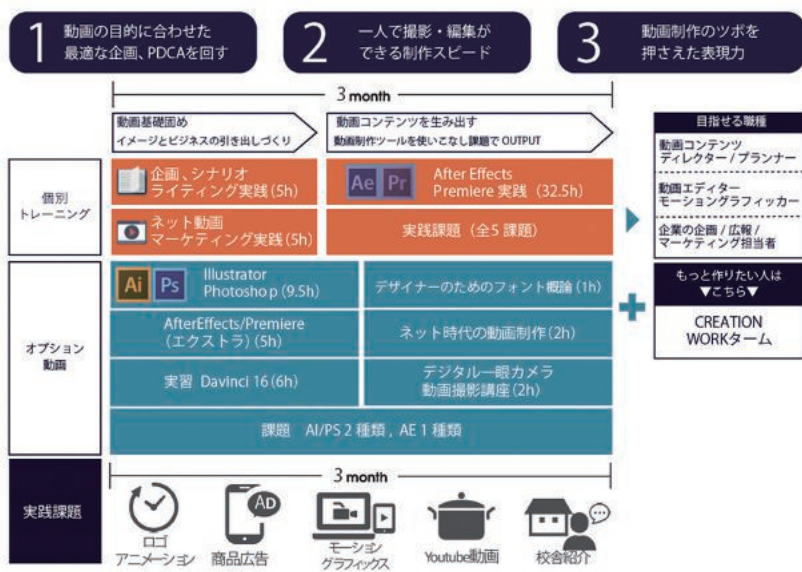 1 動画の目的に合わせた
最適な企画、PDCAを回す
2 一人で撮影・編集が
できる制作スピード
3 動画制作のツボを
押さえた表現力
3 month
動画基礎固め
イメージとビジネスの引き出しづくり
動画コンテンツを生み出す
動画制作ツールを使いこなし課題でOUTPUT
個別
トレーニング
企画、シナリオ
ライティング実践(5h)
Ae Pr After Effects
Premiere 実践 (32.5h)
ネット動画
マーケティング実践(5h)
実践課題 (全5課題)
目指せる職種
動画コンテンツ
ディレクター / プランナー
動画エディター
モーショングラフィッカー
企業の企画 / 広報 /
マーケティング担当者
オプション
動画
Ai Ps Illustrator
Photoshop (9.5h)
デザイナーのためのフォント概論(1h)
AfterEffects/Premiere
(エクストラ) (5h)
ネット時代の動画制作(2h)
実習 Davinci 16(6h)
デジタル一眼カメラ
動画撮影講座(2h)
課題 AI/PS 2 種類 , AE 1 種類
もっと作りたい人は
▼こちら▼
CREATION
WORKターム
実践課題
3 month
ロゴ
アニメーション
AD
商品広告
モーション
グラフィックス
Youtube動画
校舎紹介